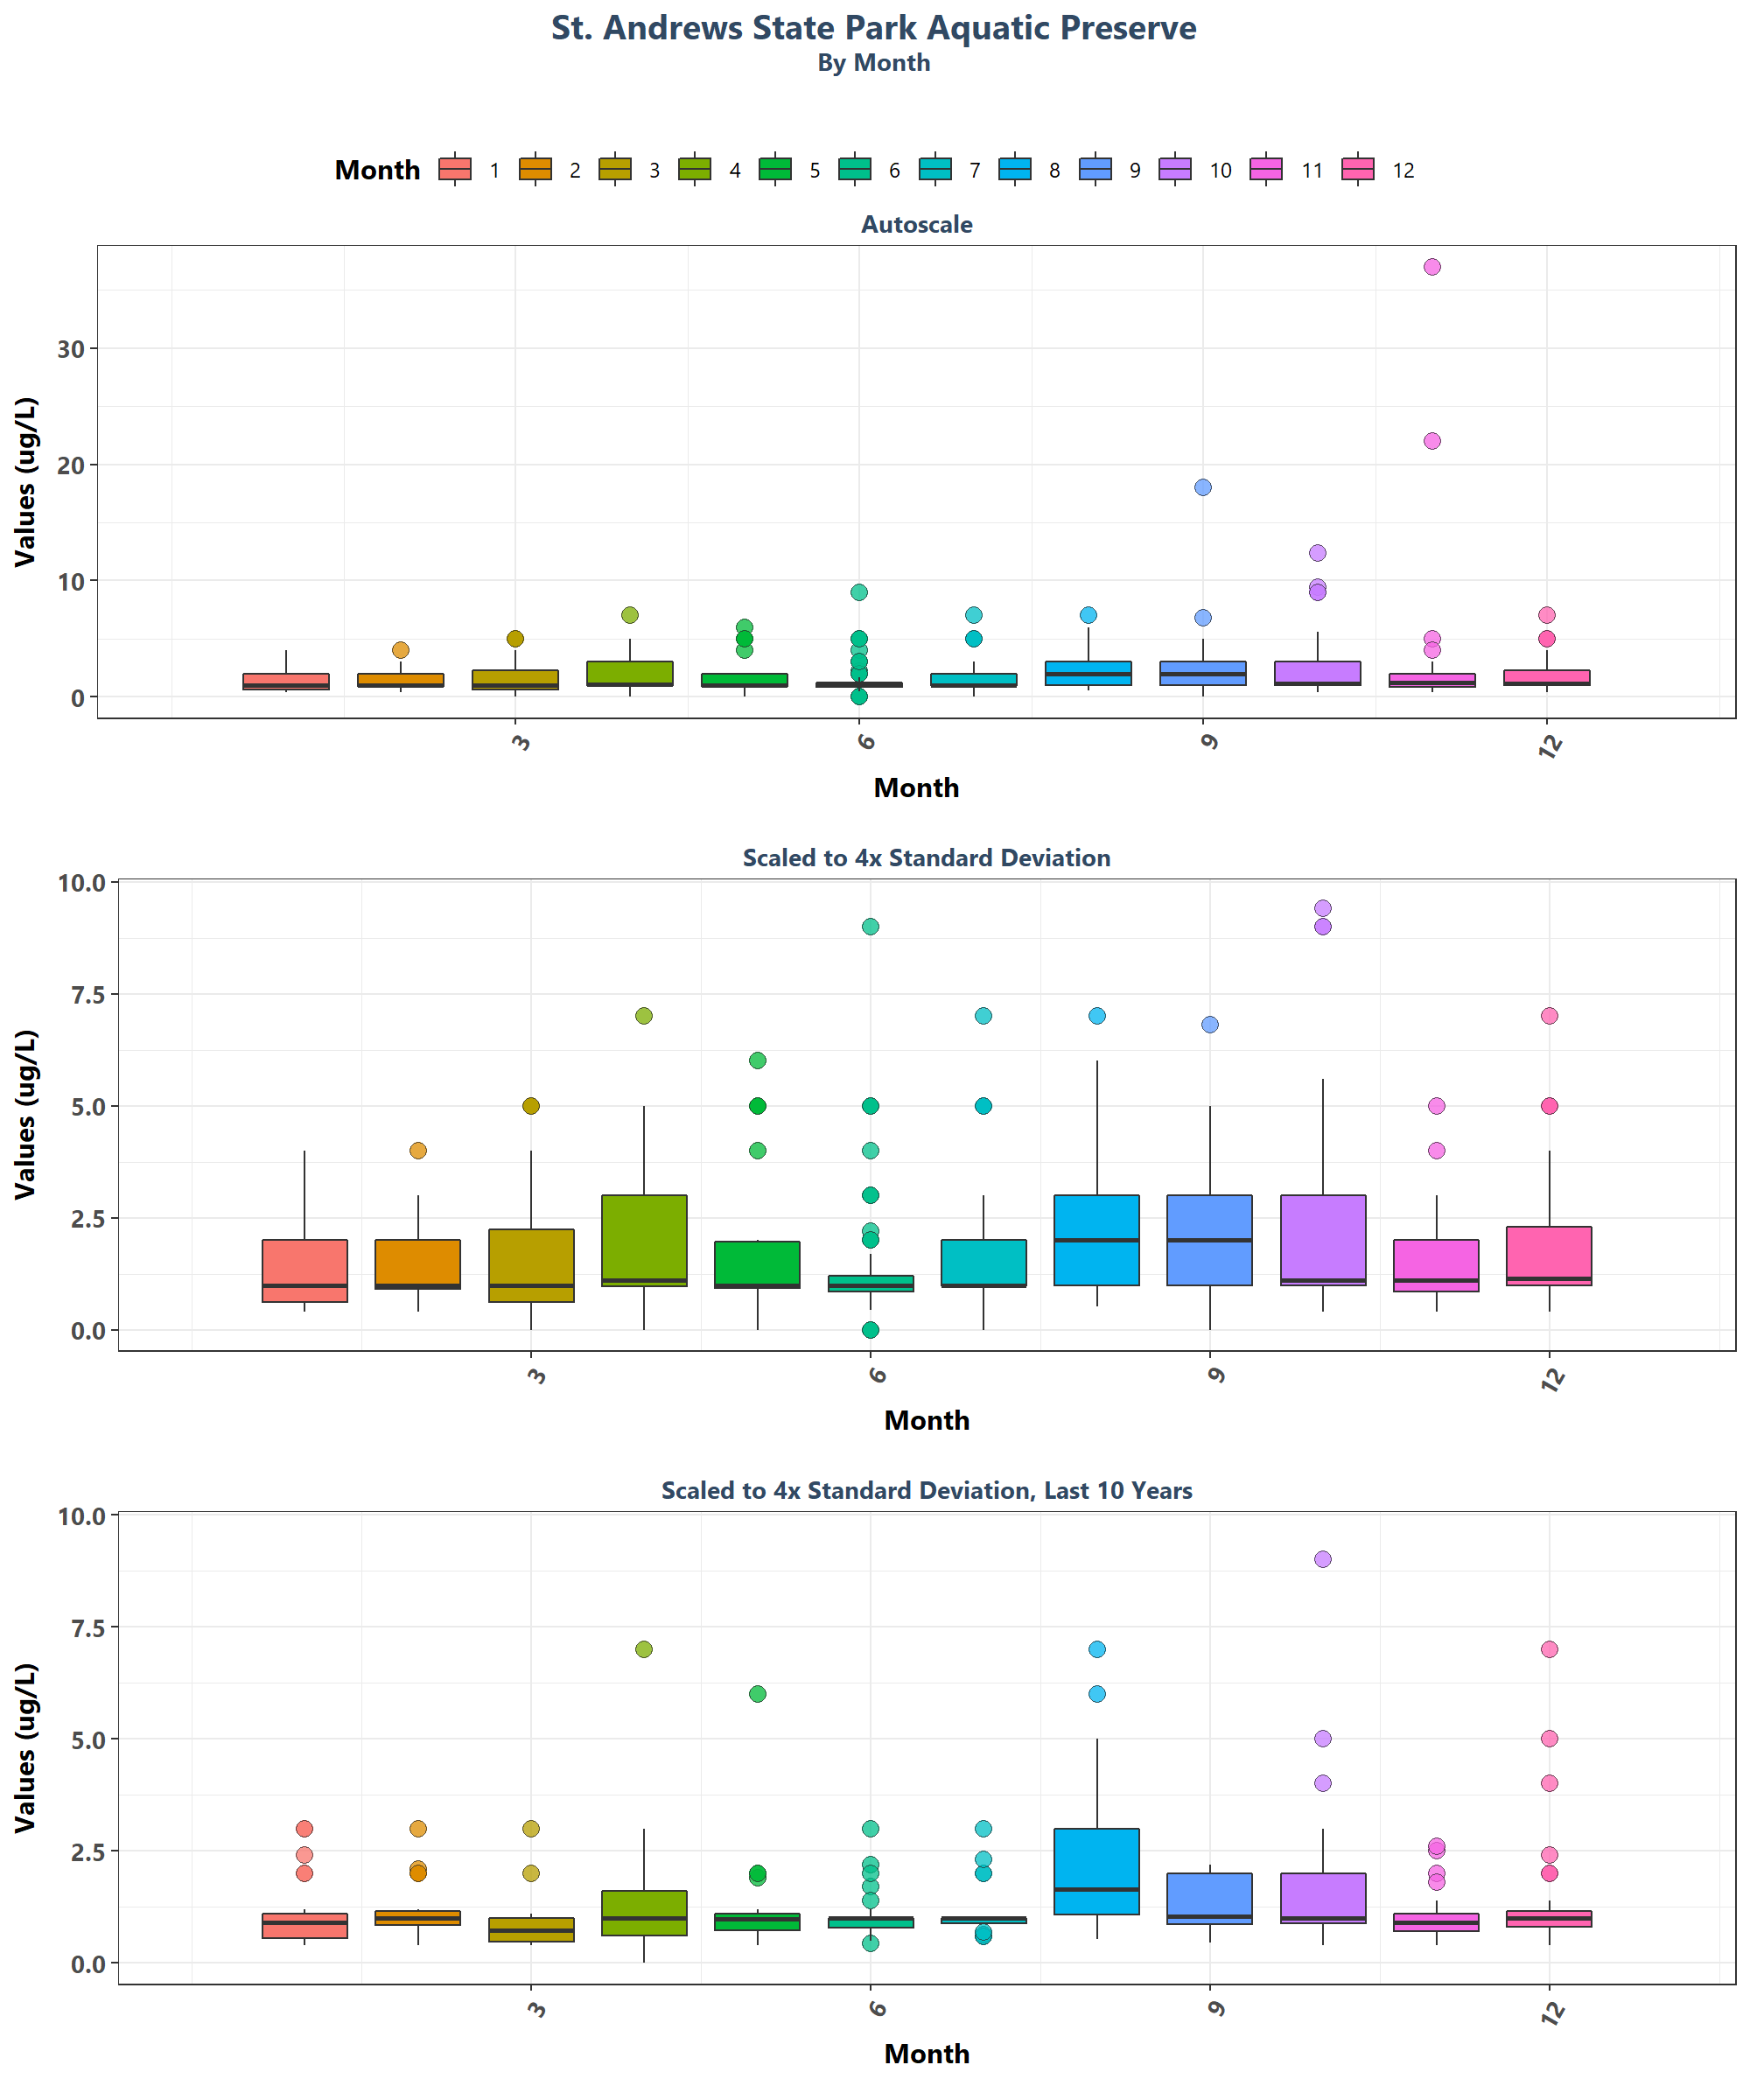 St. Andrews State Park Aquatic Preserve
By Month
Month 1 2 3 4 5 6 7 8 9 10 11 12
Autoscale
Values (ug/L)
30
20
10
0
3 6 9 12
Month
Scaled to 4x Standard Deviation
Values (ug/L)
10.0
7.5
5.0
2.5
0.0
3 6 9 12
Month
Scaled to 4x Standard Deviation, Last 10 Years
Values (ug/L)
10.0
7.5
5.0
2.5
0.0
3 6 9 12
Month